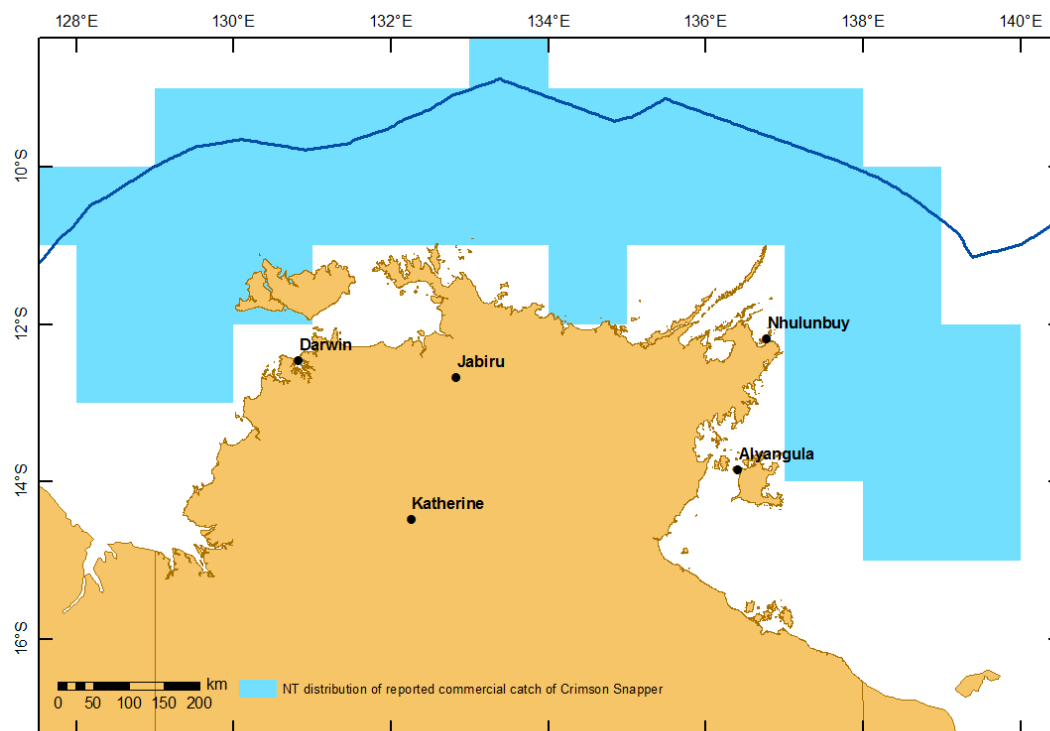 128°E 130°E 132°E 134°E 136°E 138°E 140°E
10°S
12°S
14°S
16°S
Nhulunbuy
Darwin
Jabiru
Alyangula
Katherine
km
0 50 100 150 200
NT distribution of reported commercial catch of Crimson Snapper